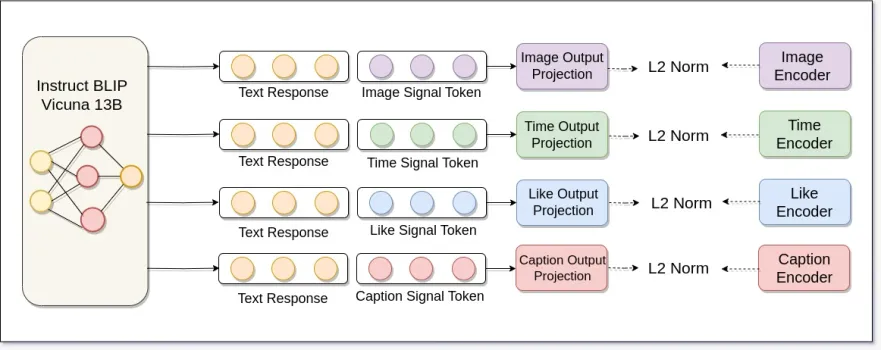 Instruct BLIP
Vicuna 13B
Text Response
Image Signal Token
Image Output
Projection
L2 Norm
Image
Encoder
Text Response
Time Signal Token
Time Output
Projection
L2 Norm
Time
Encoder
Text Response
Like Signal Token
Like Output
Projection
L2 Norm
Like
Encoder
Text Response
Caption Signal Token
Caption Output
Projection
L2 Norm
Caption
Encoder